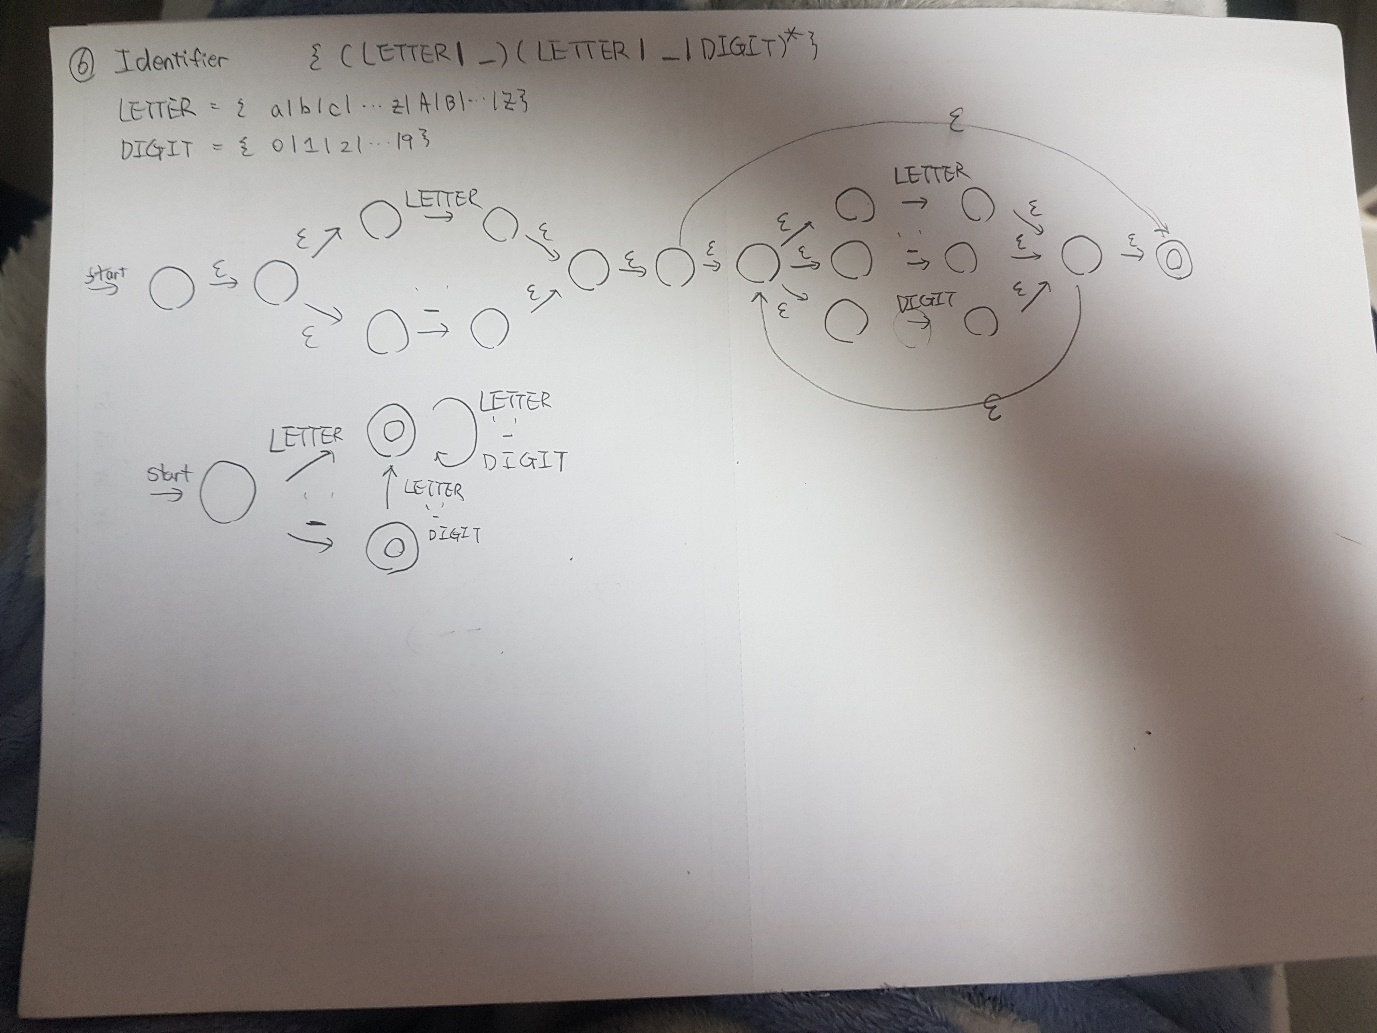 ⑥ Identifier { (LETTER | _) ( LETTER | _ | DIGIT)* }
LETTER = { a|b|c| ... z|A|B|...|Z}
DIGIT = { 0|1|2|...|9}
ε
LETTER
LETTER
ε ε
ε ε
start ε ε ε ε ε ε ε
ε ε
_ _
ε DIGIT
ε
ε
LETTER
LETTER
_
DIGIT
start
LETTER
_
_
DIGIT